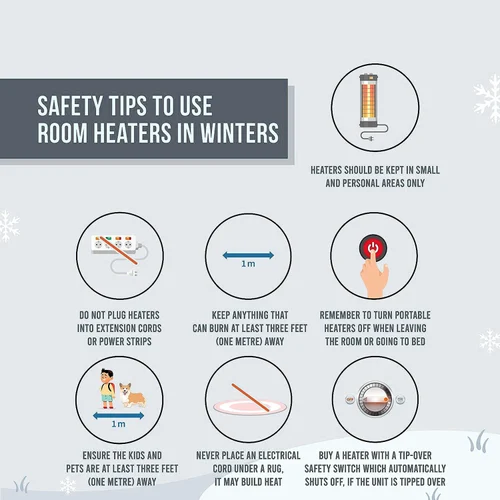 SAFETY TIPS TO USE
ROOM HEATERS IN WINTERS
HEATERS SHOULD BE KEPT IN SMALL
AND PERSONAL AREAS ONLY
DO NOT PLUG HEATERS
INTO EXTENSION CORDS
OR POWER STRIPS
1m
KEEP ANYTHING THAT
CAN BURN AT LEAST THREE FEET
(ONE METRE) AWAY
REMEMBER TO TURN PORTABLE
HEATERS OFF WHEN LEAVING
THE ROOM OR GOING TO BED
1m
ENSURE THE KIDS AND
PETS ARE AT LEAST THREE FEET
(ONE METRE) AWAY
NEVER PLACE AN ELECTRICAL
CORD UNDER A RUG,
IT MAY BUILD HEAT
BUY A HEATER WITH A TIP-OVER
SAFETY SWITCH WHICH AUTOMATICALLY
SHUTS OFF, IF THE UNIT IS TIPPED OVER